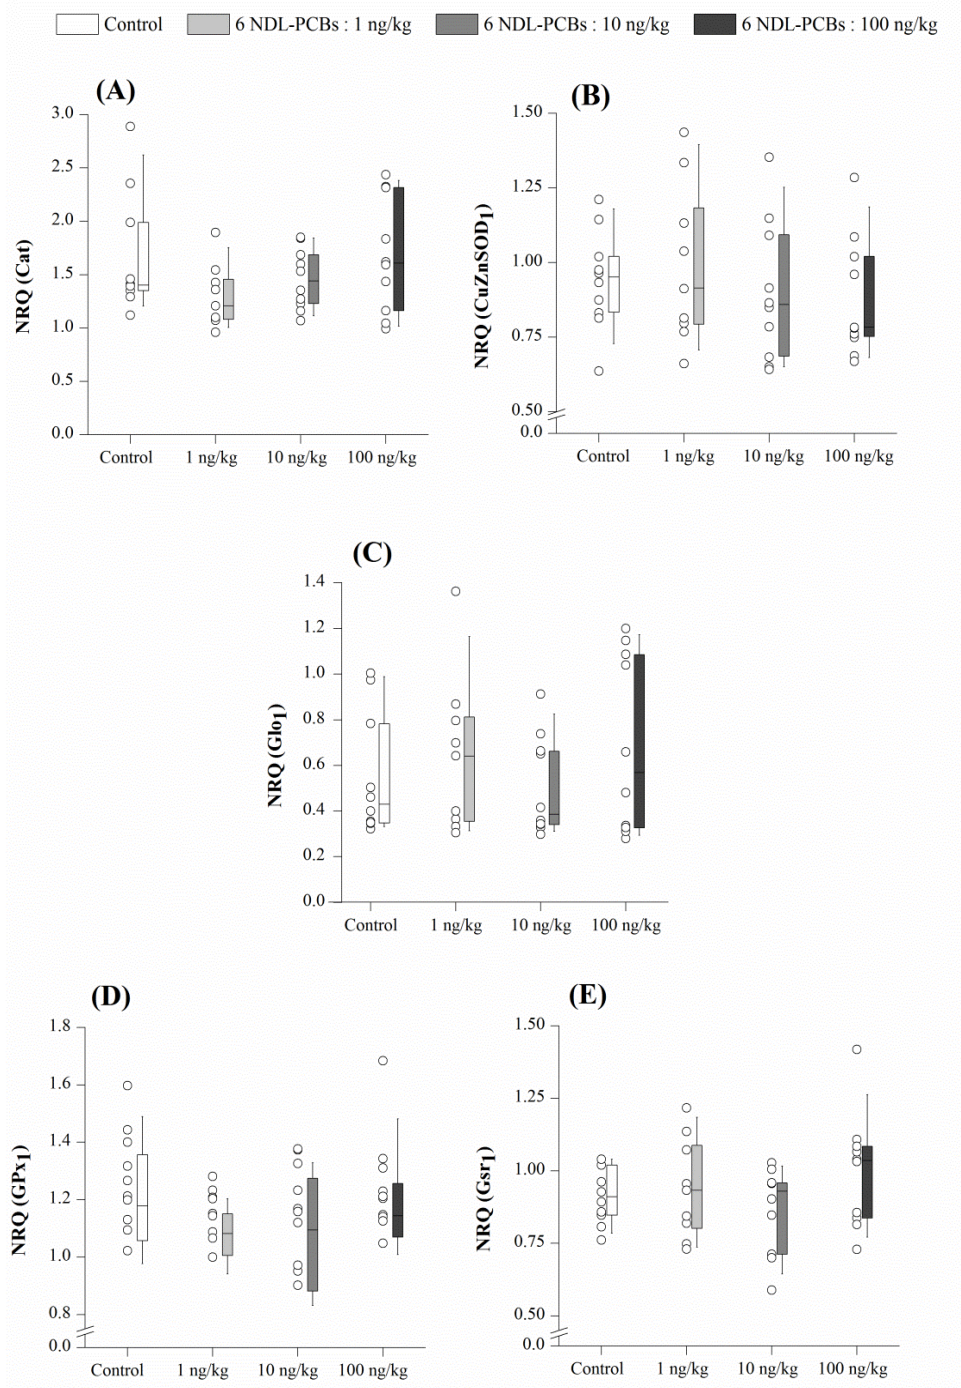 Control 6 NDL-PCBs : 1 ng/kg 6 NDL-PCBs : 10 ng/kg 6 NDL-PCBs : 100 ng/kg
(A)
NRQ (Cat)
3.0
2.5
2.0
1.5
1.0
0.5
0.0
Control 1 ng/kg 10 ng/kg 100 ng/kg
(B)
NRQ (CuZnSOD1)
1.50
1.25
1.00
0.75
0.50
0.0
Control 1 ng/kg 10 ng/kg 100 ng/kg
(C)
NRQ (Glo1)
1.4
1.2
1.0
0.8
0.6
0.4
0.2
0.0
Control 1 ng/kg 10 ng/kg 100 ng/kg
(D)
NRQ (GPx1)
1.8
1.6
1.4
1.2
1.0
0.8
0.0
Control 1 ng/kg 10 ng/kg 100 ng/kg
(E)
NRQ (Gsr1)
1.50
1.25
1.00
0.75
0.50
0.0
Control 1 ng/kg 10 ng/kg 100 ng/kg